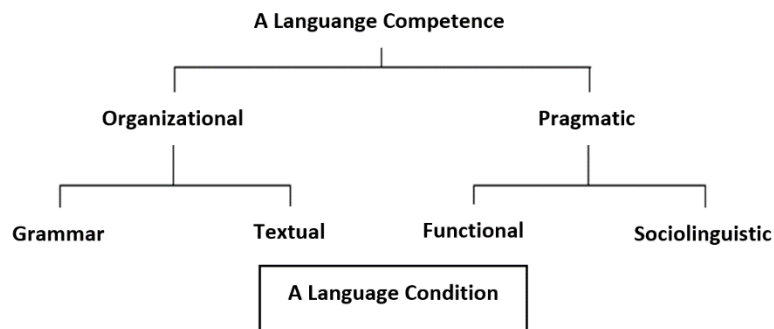 A Languange Competence
Organizational Pragmatic
Grammar Textual Functional Sociolinguistic
A Language Condition